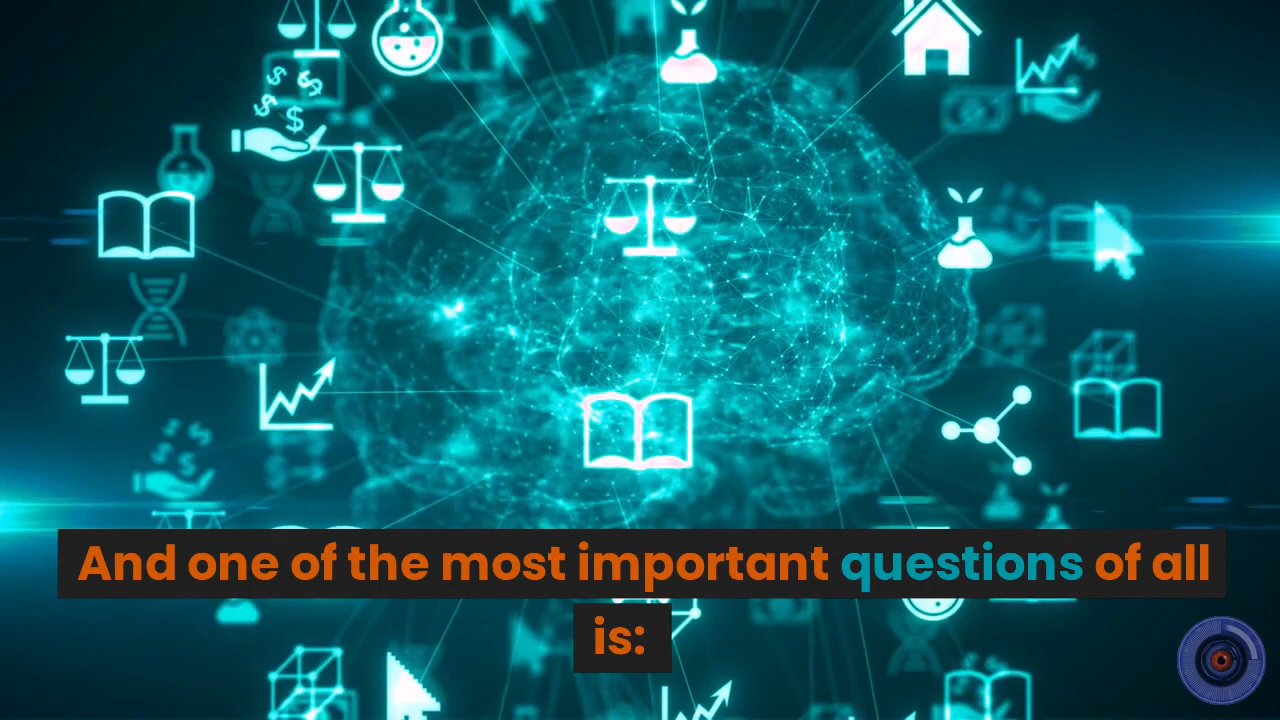 And one of the most important questions of all
is: